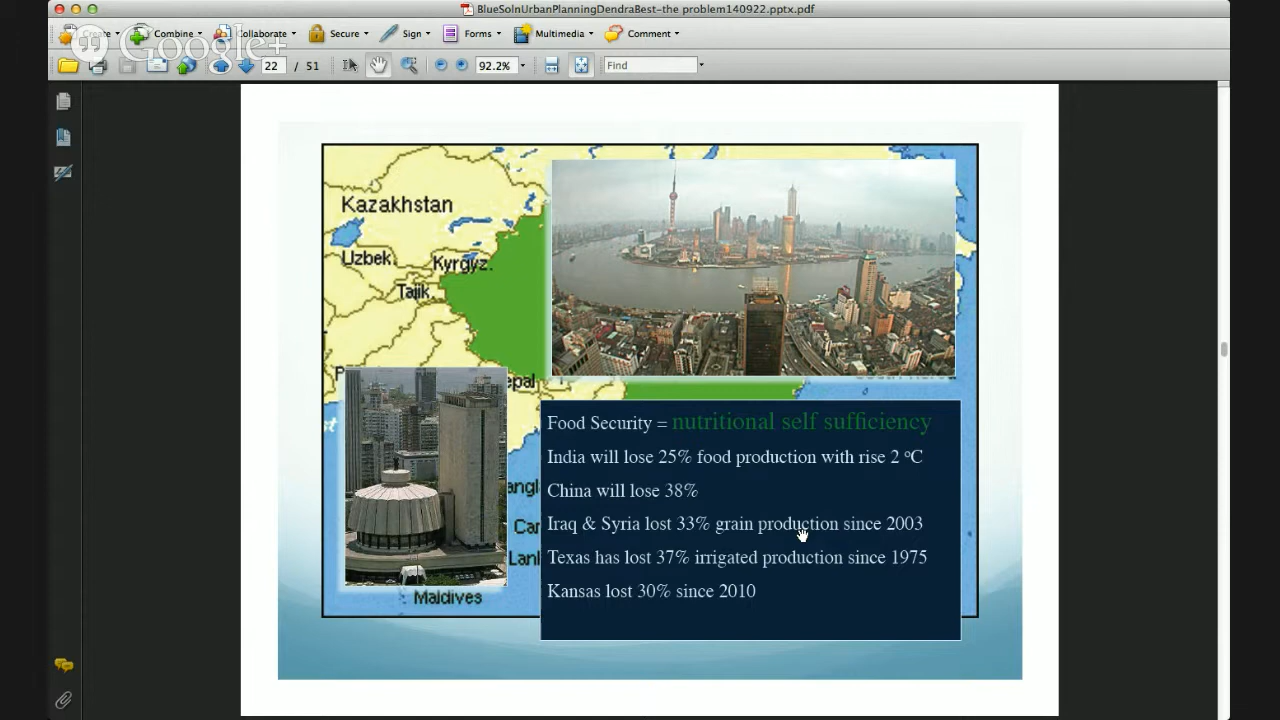 BlueSolnUrbanPlanningDendraBest-the problem140922.pptx.pdf
Create Combine Collaborate Secure Sign Forms Multimedia Comment
Google+
22 / 51 92.2% Find
Kazakhstan
Uzbek.
Kyrgyz.
Tajik.
Food Security = nutritional self sufficiency
India will lose 25% food production with rise 2 °C
China will lose 38%
Iraq & Syria lost 33% grain production since 2003
Texas has lost 37% irrigated production since 1975
Kansas lost 30% since 2010
Maldives